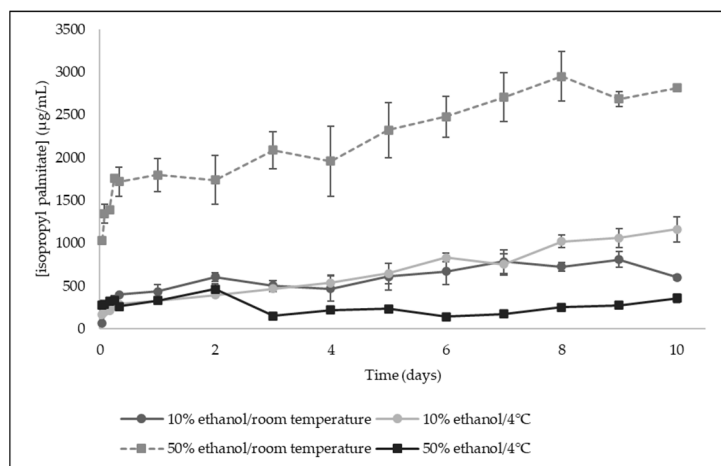 [isopropyl palmitate] (µg/mL)
3500
3000
2500
2000
1500
1000
500
0
0 2 4 6 8 10
Time (days)
10% ethanol/room temperature 10% ethanol/4°C
50% ethanol/room temperature 50% ethanol/4°C